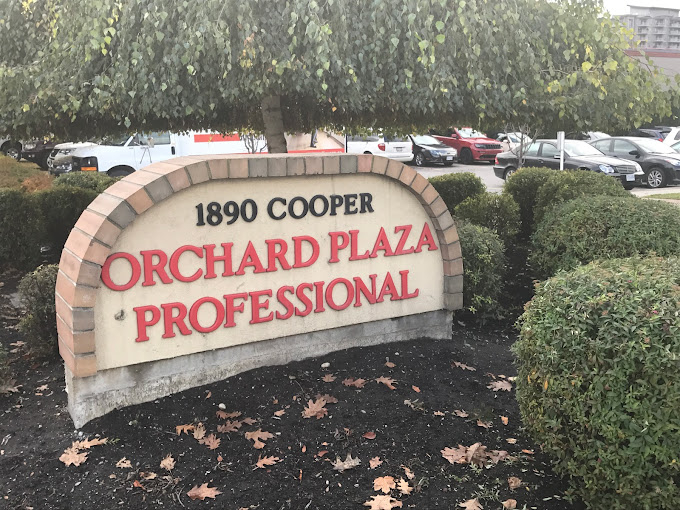 1890 COOPER
ORCHARD PLAZA
PROFESSIONAL